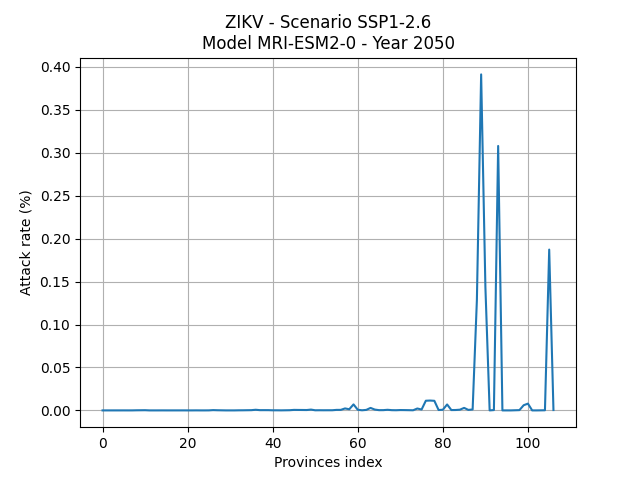 ZIKV - Scenario SSP1-2.6
Model MRI-ESM2-0 - Year 2050
Attack rate (%)
0.40
0.35
0.30
0.25
0.20
0.15
0.10
0.05
0.00
0 20 40 60 80 100
Provinces index